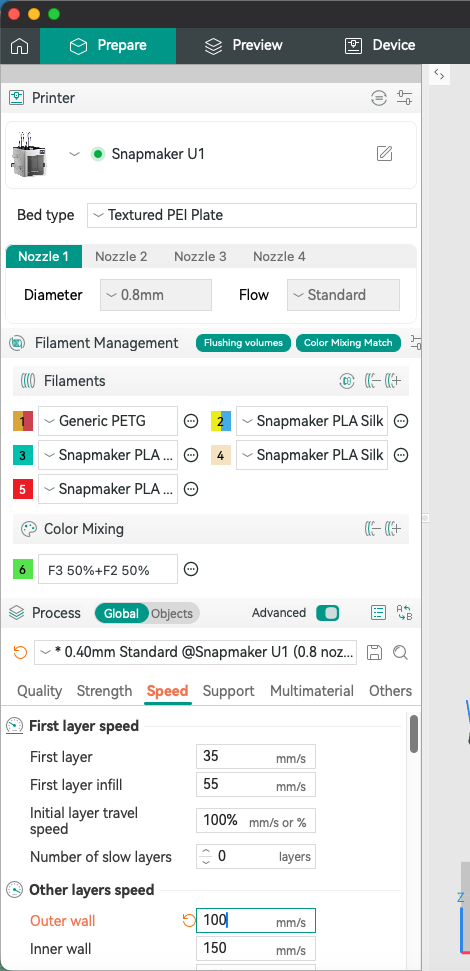 Prepare
Preview
Device
Printer
Snapmaker U1
Bed type
Textured PEI Plate
Nozzle 1
Nozzle 2
Nozzle 3
Nozzle 4
Diameter
0.8mm
Flow
Standard
Filament Management
Flushing volumes
Color Mixing Match
Filaments
1
Generic PETG
2
Snapmaker PLA Silk
3
Snapmaker PLA ...
4
Snapmaker PLA Silk
5
Snapmaker PLA ...
Color Mixing
6
F3 50%+F2 50%
Process
Global
Objects
Advanced
* 0.40mm Standard @Snapmaker U1 (0.8 noz...
Quality
Strength
Speed
Support
Multimaterial
Others
First layer speed
First layer
35
mm/s
First layer infill
55
mm/s
Initial layer travel
speed
100%
mm/s or %
Number of slow layers
0
layers
Other layers speed
Outer wall
100
mm/s
Inner wall
150
mm/s
Z